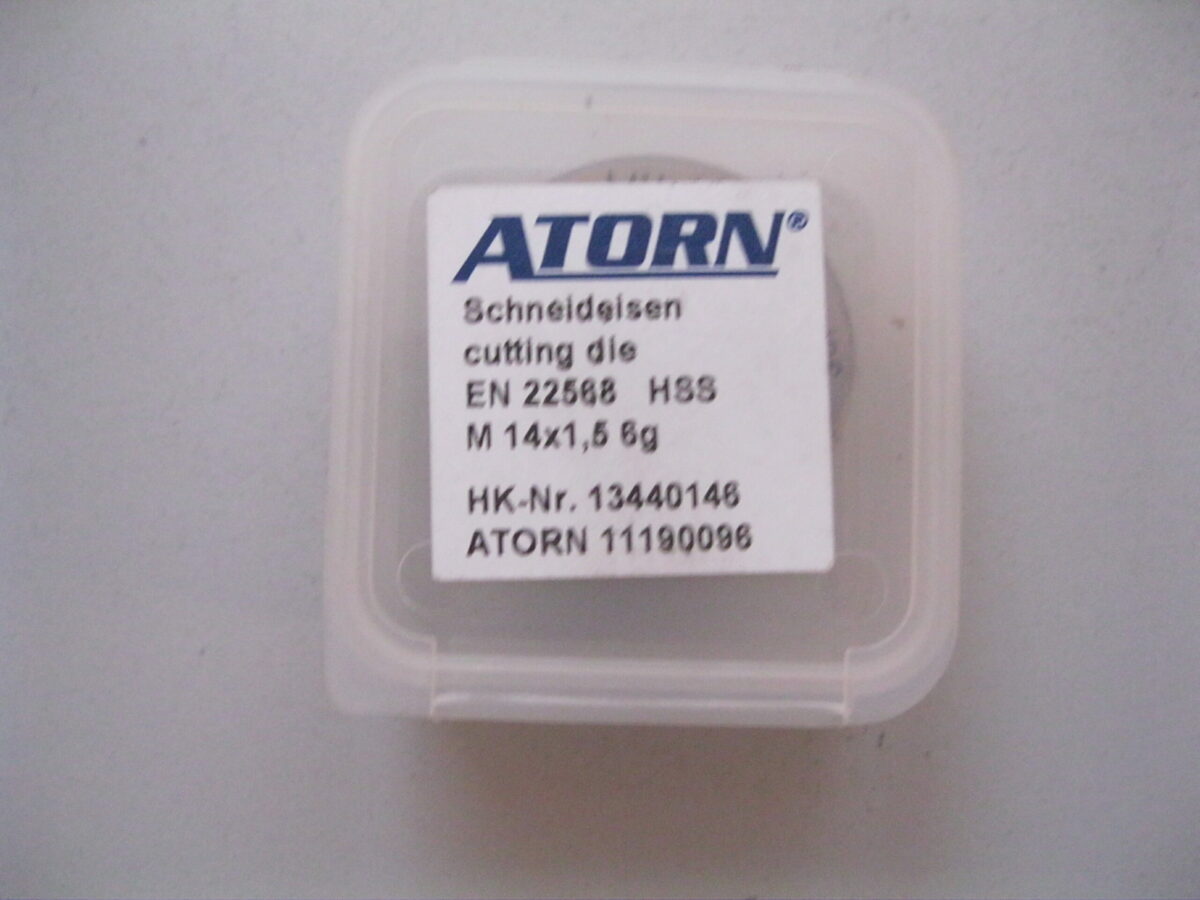 ATORN®
Schneideisen
cutting die
EN 22568 HSS
M 14x1,5 6g
HK-Nr. 13440146
ATORN 11190096